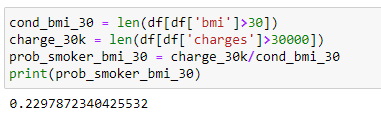 cond_bmi_30 = len(df[df['bmi']>30])
charge_30k = len(df[df['charges']>30000])
prob_smoker_bmi_30 = charge_30k/cond_bmi_30
print(prob_smoker_bmi_30)
0.2297872340425532